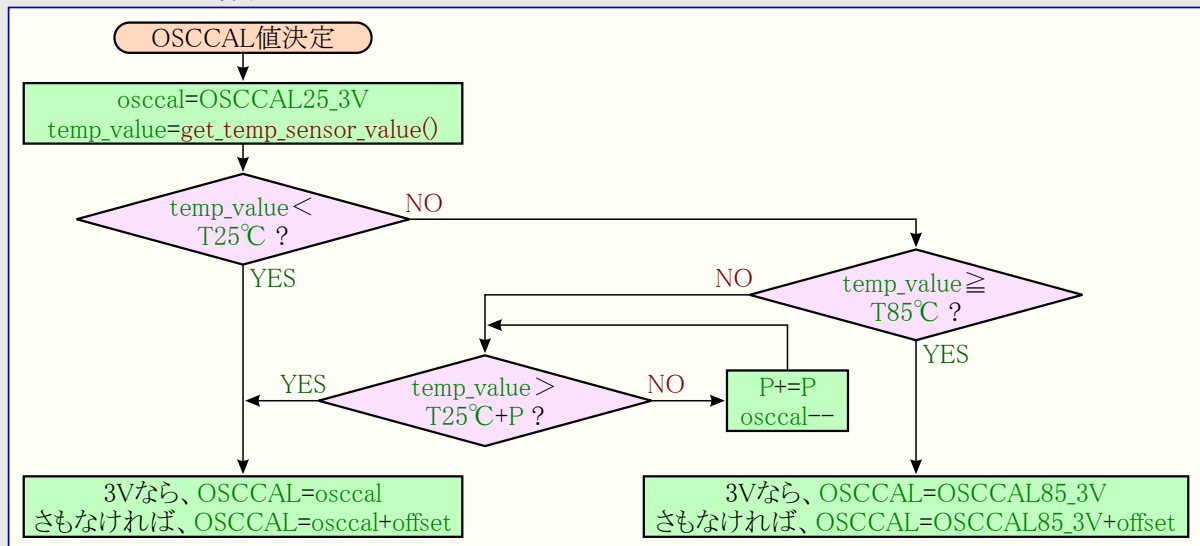 OSCCAL値決定
osccal=OSCCAL25_3V
temp_value=get_temp_sensor_value()
temp_value<
T25℃ ?
NO
YES
temp_value≧
T85℃ ?
NO
YES
temp_value>
T25℃+P ?
YES
NO
P+=P
osccal--
3Vなら、OSCCAL=osccal
さもなければ、OSCCAL=osccal+offset
3Vなら、OSCCAL=OSCCAL85_3V
さもなければ、OSCCAL=OSCCAL85_3V+offset